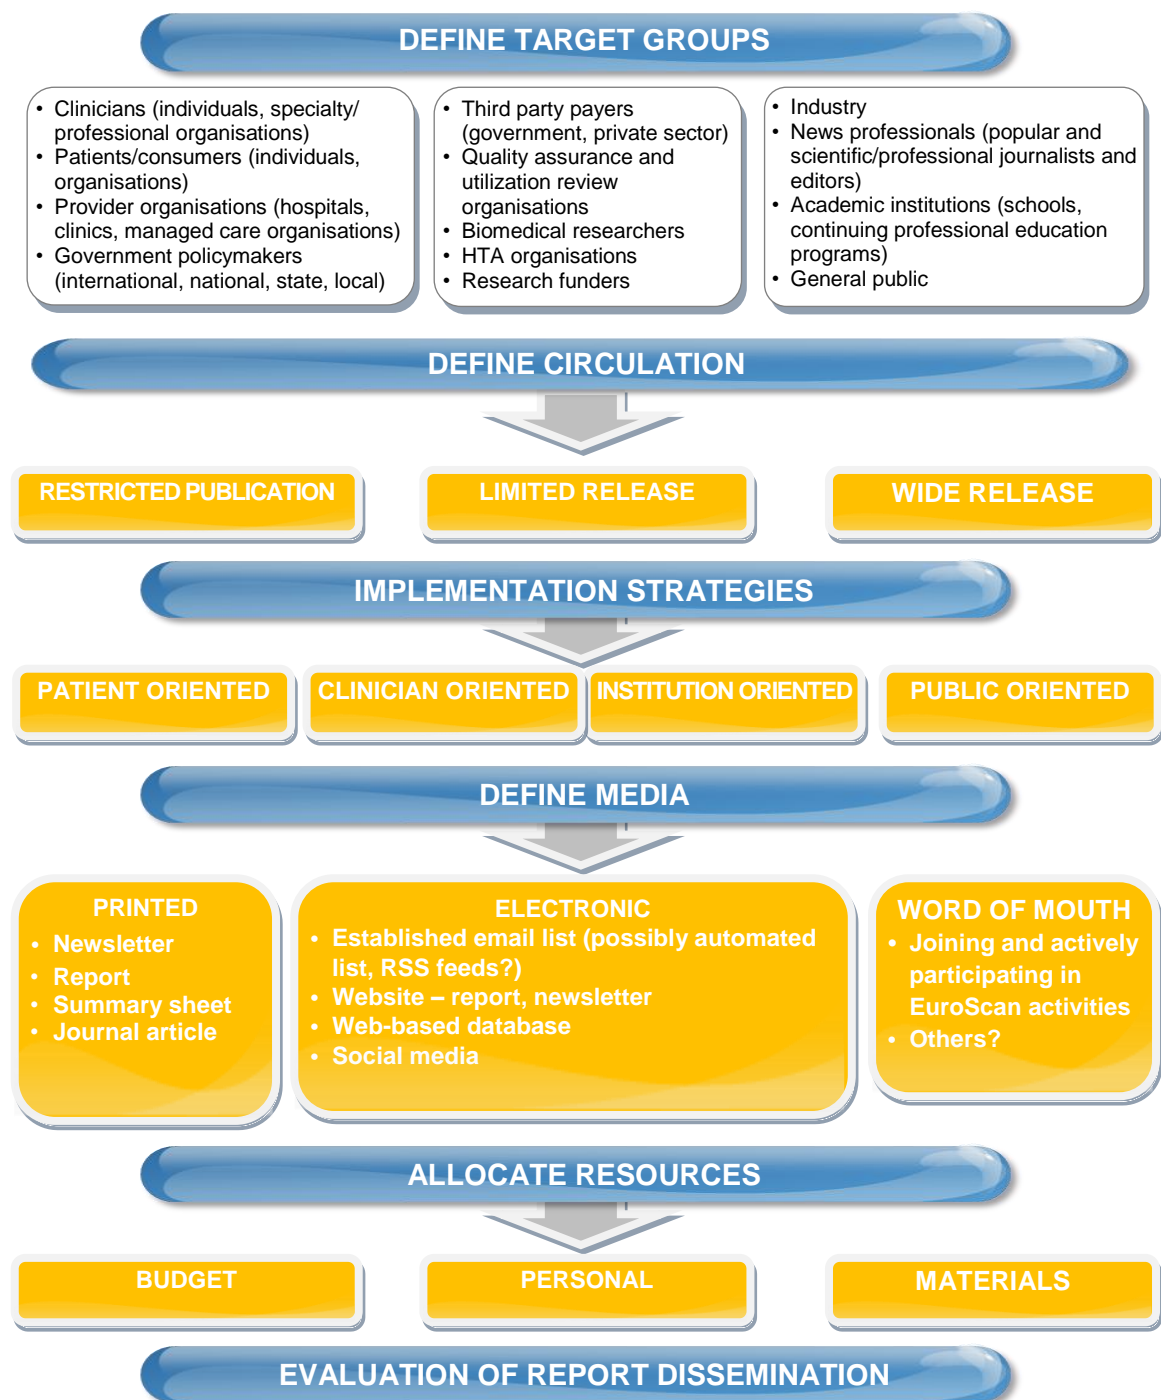 DEFINE TARGET GROUPS
• Clinicians (individuals, specialty/
professional organisations)
• Patients/consumers (individuals,
organisations)
• Provider organisations (hospitals,
clinics, managed care organisations)
• Government policymakers
(international, national, state, local)
• Third party payers
(government, private sector)
• Quality assurance and
utilization review
organisations
• Biomedical researchers
• HTA organisations
• Research funders
• Industry
• News professionals (popular and
scientific/professional journalists and
editors)
• Academic institutions (schools,
continuing professional education
programs)
• General public
DEFINE CIRCULATION
RESTRICTED PUBLICATION
LIMITED RELEASE
WIDE RELEASE
IMPLEMENTATION STRATEGIES
PATIENT ORIENTED
CLINICIAN ORIENTED
INSTITUTION ORIENTED
PUBLIC ORIENTED
DEFINE MEDIA
PRINTED
• Newsletter
• Report
• Summary sheet
• Journal article
ELECTRONIC
• Established email list (possibly automated
list, RSS feeds?)
• Website – report, newsletter
• Web-based database
• Social media
WORD OF MOUTH
• Joining and actively
participating in
EuroScan activities
• Others?
ALLOCATE RESOURCES
BUDGET
PERSONAL
MATERIALS
EVALUATION OF REPORT DISSEMINATION